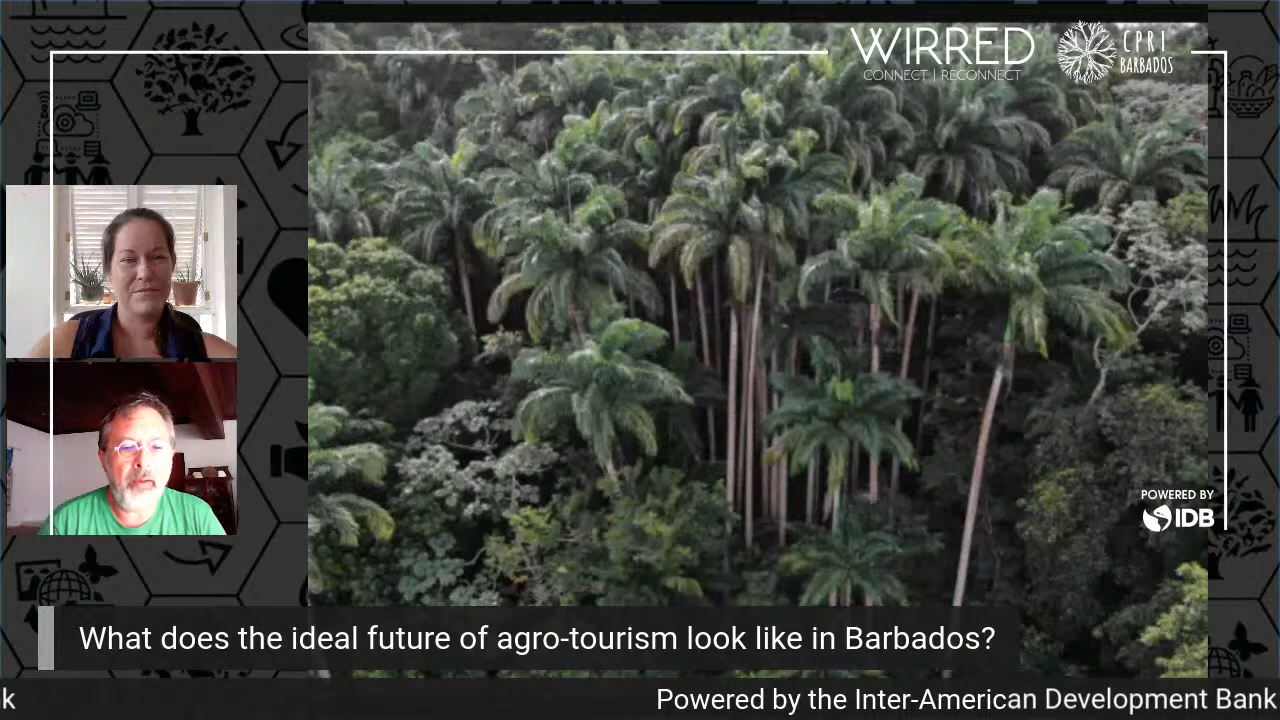 WIRRED
CONNECT | RECONNECT
CPRI
BARBADOS
POWERED BY
IDB
What does the ideal future of agro-tourism look like in Barbados?
k
Powered by the Inter-American Development Bank